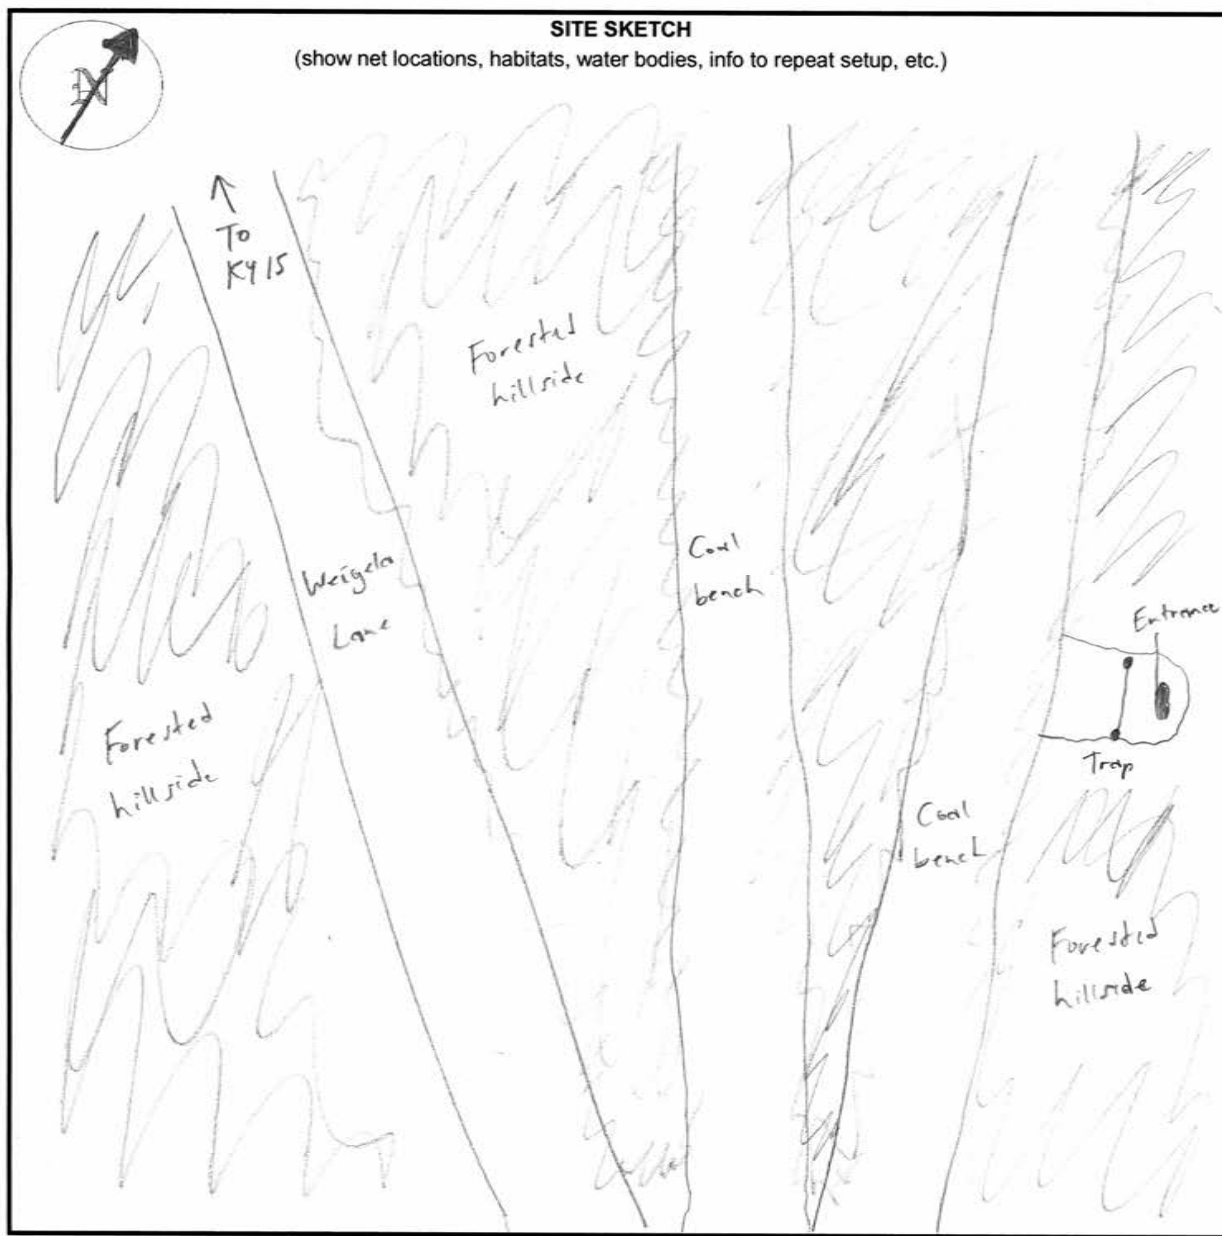 SITE SKETCH
(show net locations, habitats, water bodies, info to repeat setup, etc.)
N
To
KY 15
Forested
hillside
Weigela
Lane
Coal
bench
Entrance
Trap
Forested
hillside
Coal
bench
Forested
hillside